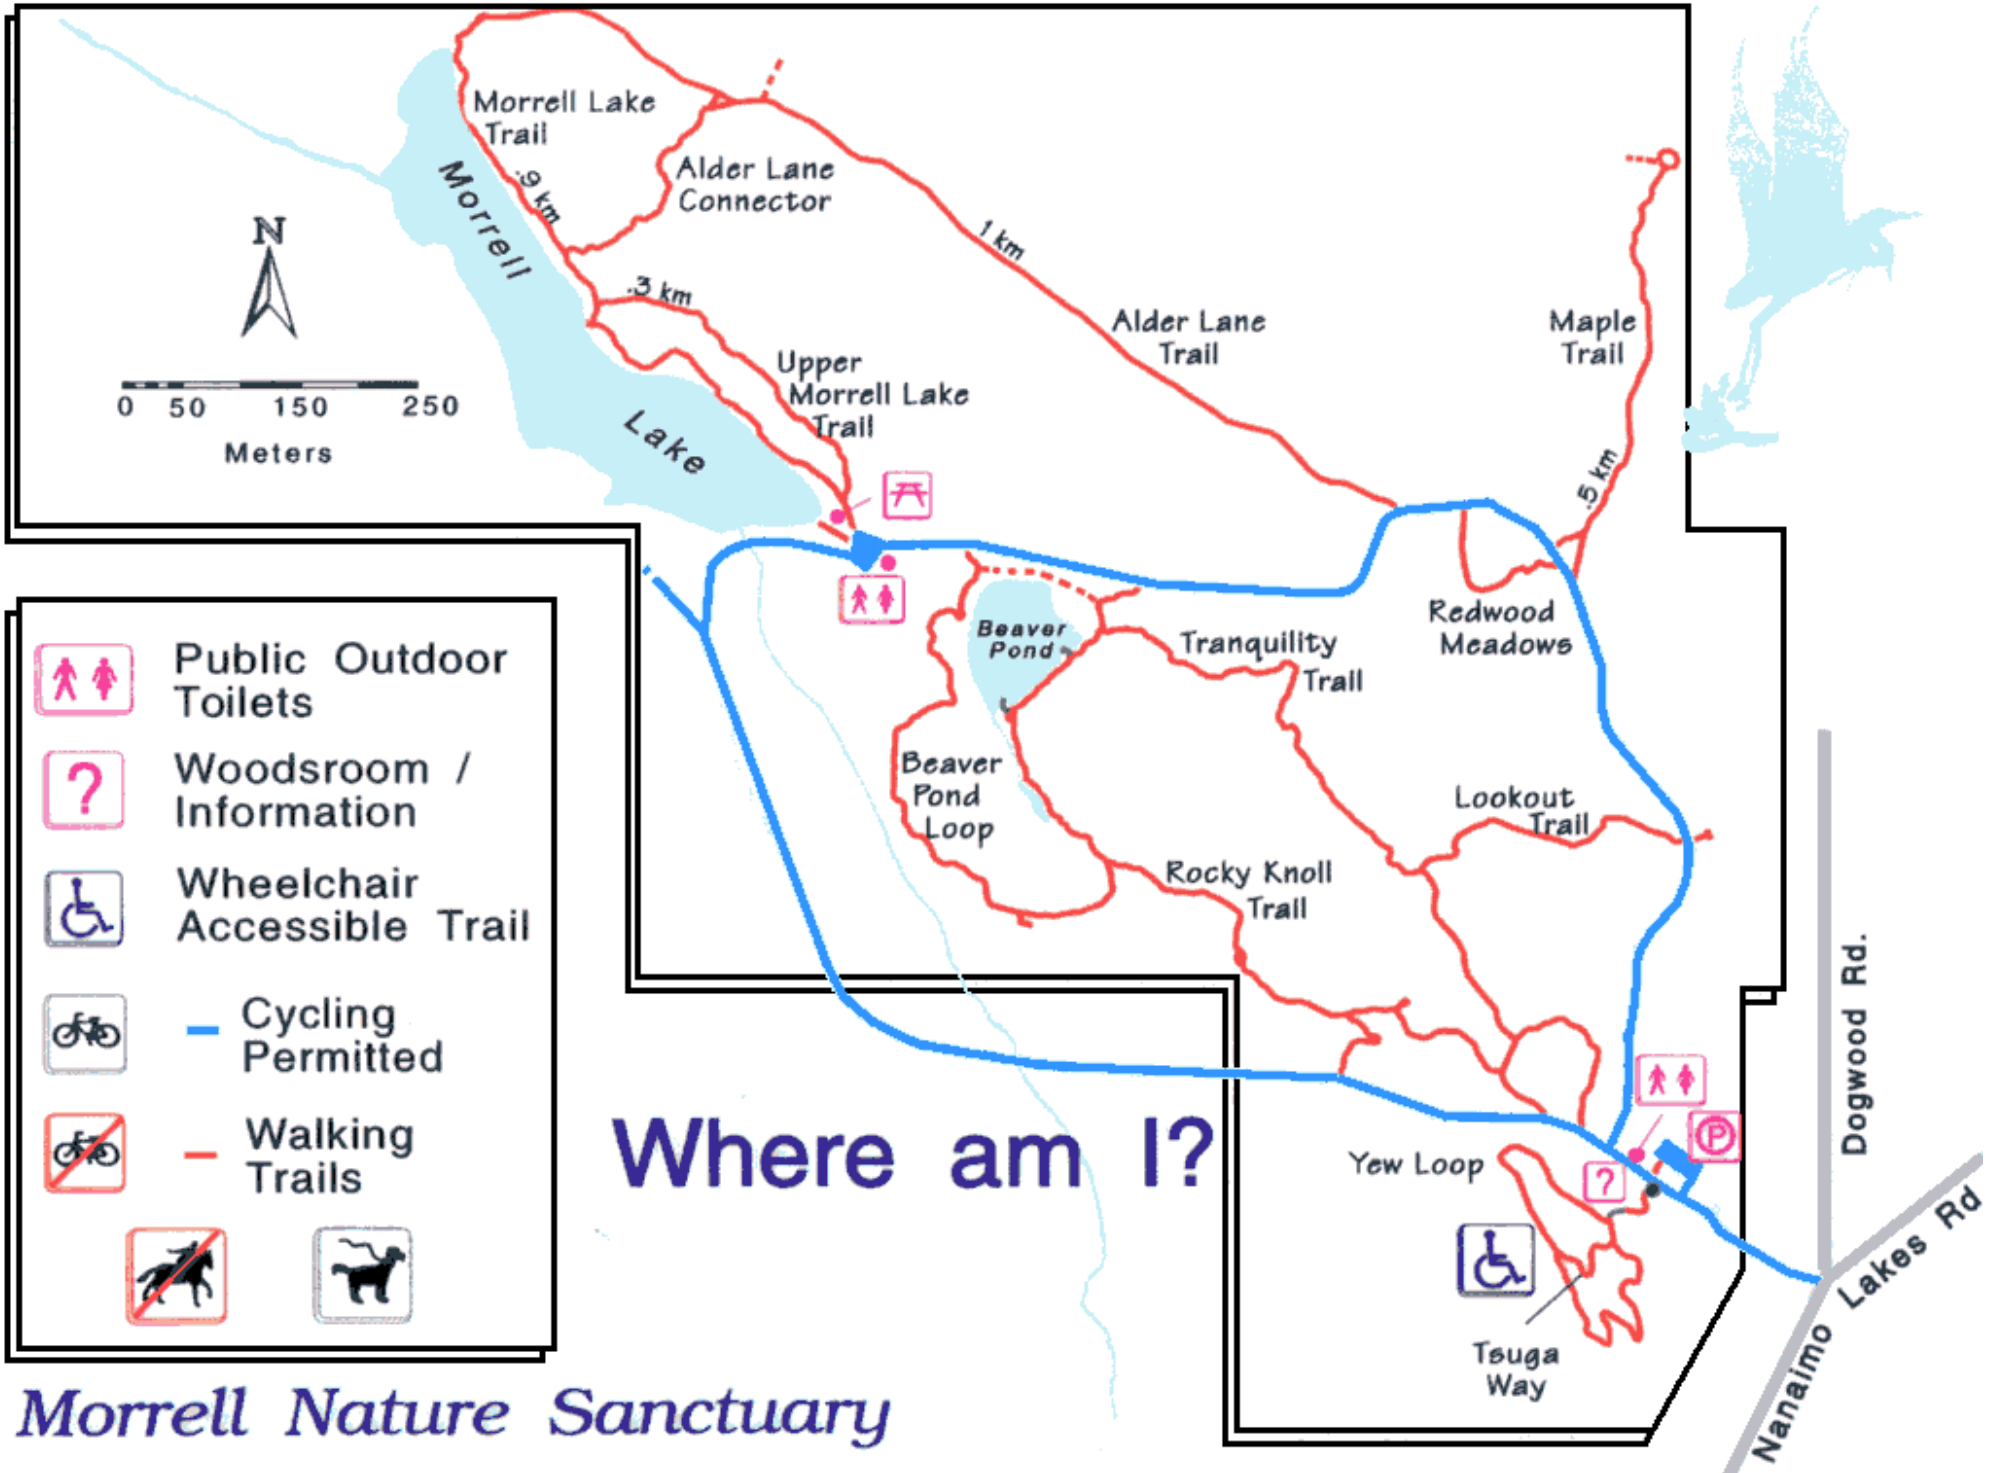 Morrell Lake
Trail
.9 km
Alder Lane
Connector
Morrell
Lake
N
0 50 150 250
Meters
.3 km
Upper
Morrell Lake
Trail
1 km
Alder Lane
Trail
Maple
Trail
.5 km
Redwood
Meadows
Beaver
Pond
Tranquility
Trail
Beaver
Pond
Loop
Lookout
Trail
Rocky Knoll
Trail
Public Outdoor
Toilets
?
Woodsroom /
Information
Wheelchair
Accessible Trail
Cycling
Permitted
Walking
Trails
Where am I?
Yew Loop
?
P
Tsuga
Way
Dogwood Rd.
Nanaimo Lakes Rd
Morrell Nature Sanctuary